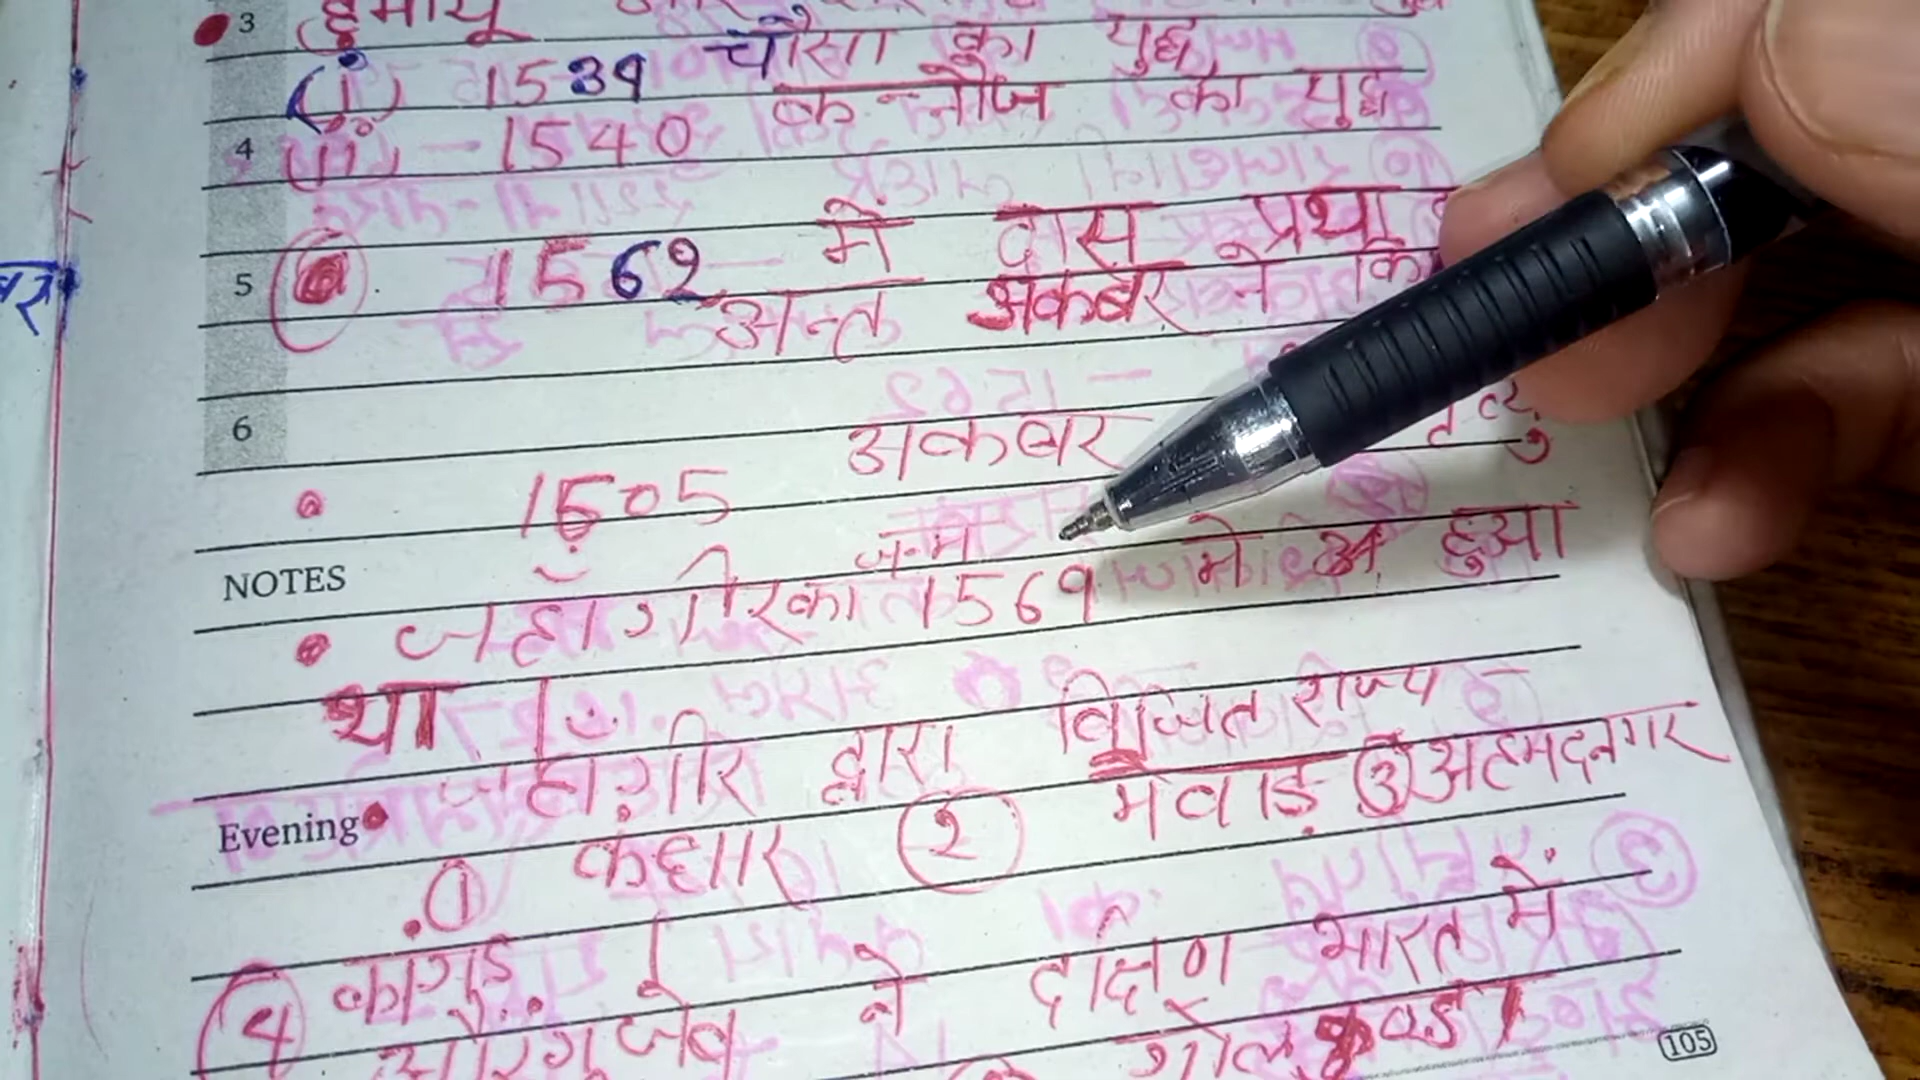 3 हुमायू
(i) 1539 चौसा का युद्ध
4 (ii) - 1540 कन्नौज का युद्ध
5 1562 में दास प्रथा
अन्त अकबर ने कि
6
1605 अकबर मृत्यु
NOTES जन्म
जहाँगीर का 1569 में हुआ
था।
जहाँगीर द्वारा विजित राज्य
Evening
① कंधार ② मेवाड़ ③ अहमदनगर
④ कांगड़ा।
औरंगजेब ने दक्षिण भारत में
गोलकुण्डा
105